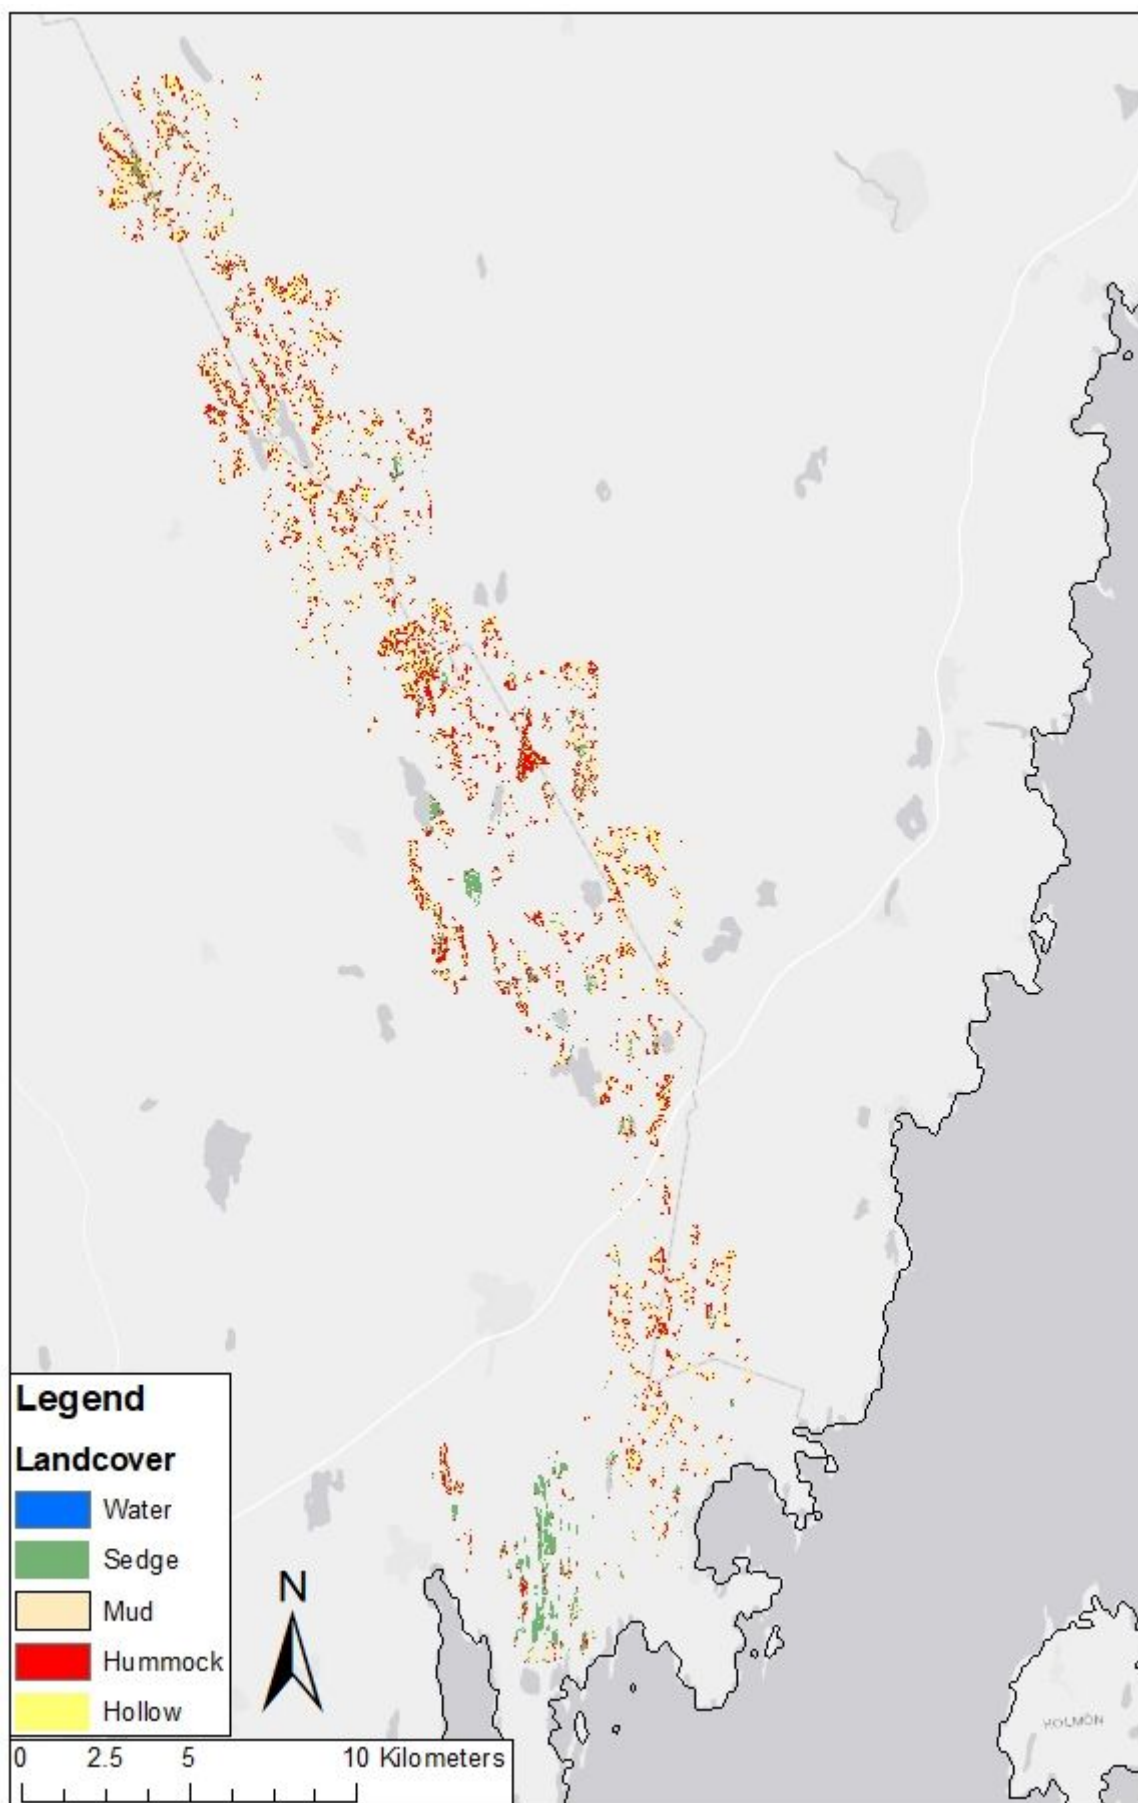 HOLMÖN
Legend
Landcover
Water
Sedge
Mud
Hummock
Hollow
N
0 2.5 5 10 Kilometers